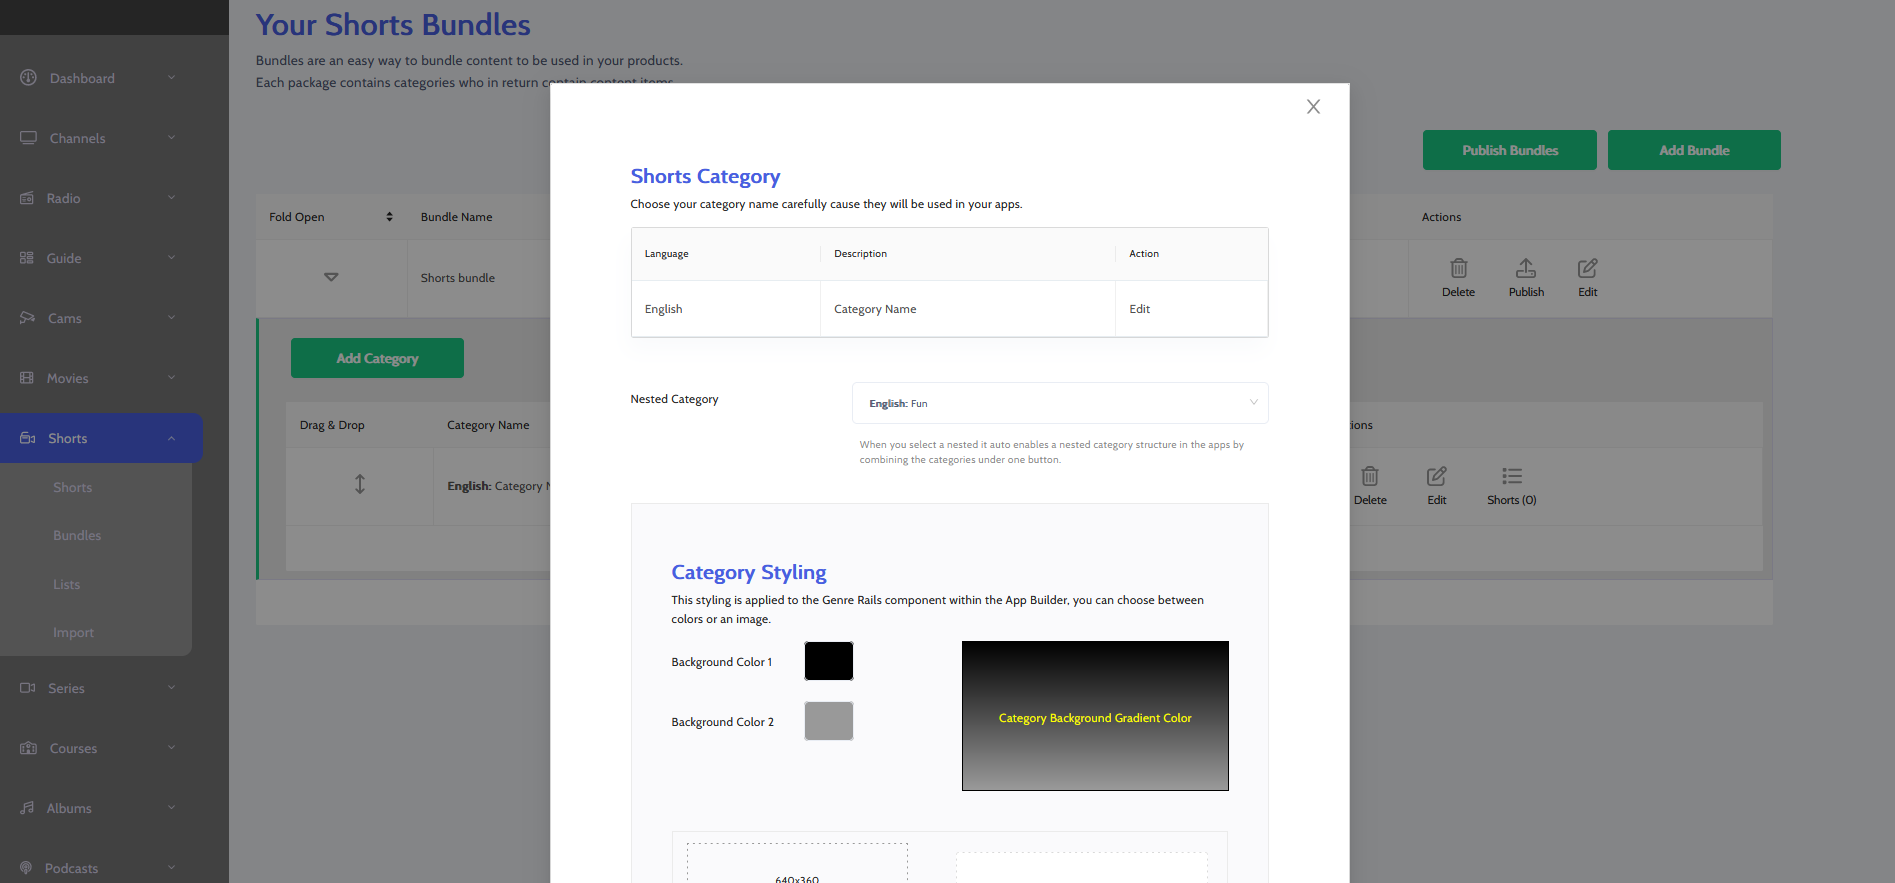 Your Shorts Bundles
Bundles are an easy way to bundle content to be used in your products.
Each package contains categories who in return contain content items.
Dashboard
Channels
Radio
Guide
Cams
Movies
Shorts
Shorts
Bundles
Lists
Import
Series
Courses
Albums
Podcasts
Publish Bundles
Add Bundle
Fold Open
Bundle Name
Actions
Shorts bundle
Delete
Publish
Edit
Add Category
Drag & Drop
Category Name
ions
English: Category N
Delete
Edit
Shorts (0)
Shorts Category
Choose your category name carefully cause they will be used in your apps.
Language
Description
Action
English
Category Name
Edit
Nested Category
English: Fun
When you select a nested it auto enables a nested category structure in the apps by
combining the categories under one button.
Category Styling
This styling is applied to the Genre Rails component within the App Builder, you can choose between
colors or an image.
Background Color 1
Background Color 2
Category Background Gradient Color
640x360